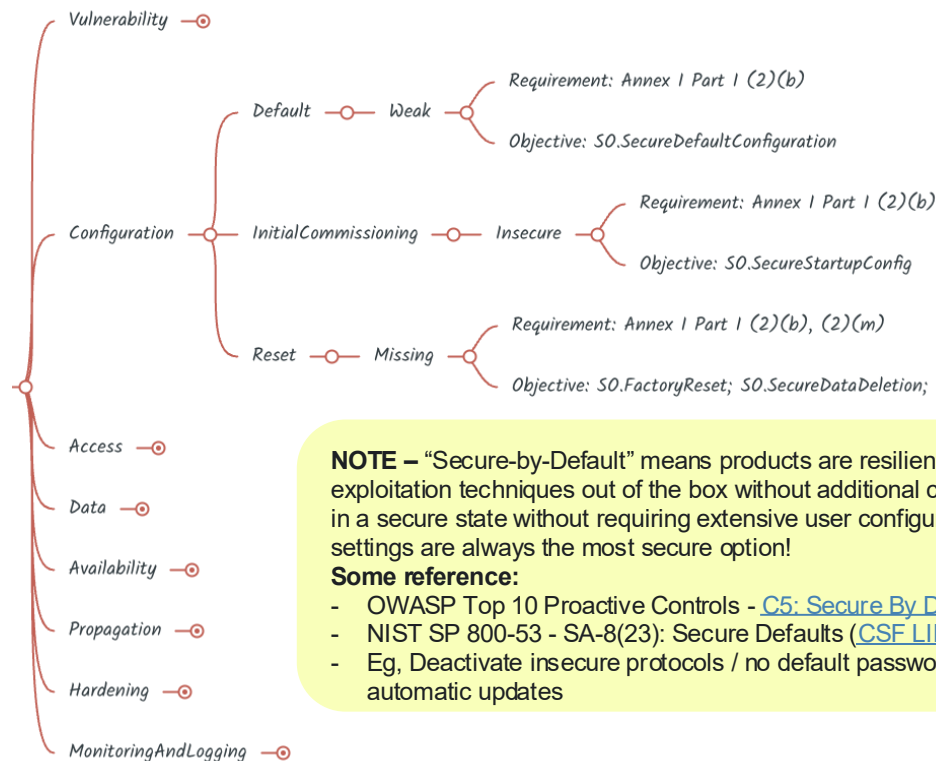 Vulnerability
Requirement: Annex I Part I (2)(b)
Default
Weak
Objective: SO.SecureDefaultConfiguration
Requirement: Annex I Part I (2)(b)
Configuration
InitialCommissioning
Insecure
Objective: SO.SecureStartupConfig
Requirement: Annex I Part I (2)(b), (2)(m)
Reset
Missing
Objective: SO.FactoryReset; SO.SecureDataDeletion;
Access
Data
Availability
Propagation
Hardening
MonitoringAndLogging
NOTE – “Secure-by-Default” means products are resilien
exploitation techniques out of the box without additional c
in a secure state without requiring extensive user configu
settings are always the most secure option!
Some reference:
- OWASP Top 10 Proactive Controls - C5: Secure By D
- NIST SP 800-53 - SA-8(23): Secure Defaults (CSF LI
- Eg, Deactivate insecure protocols / no default passwo
automatic updates